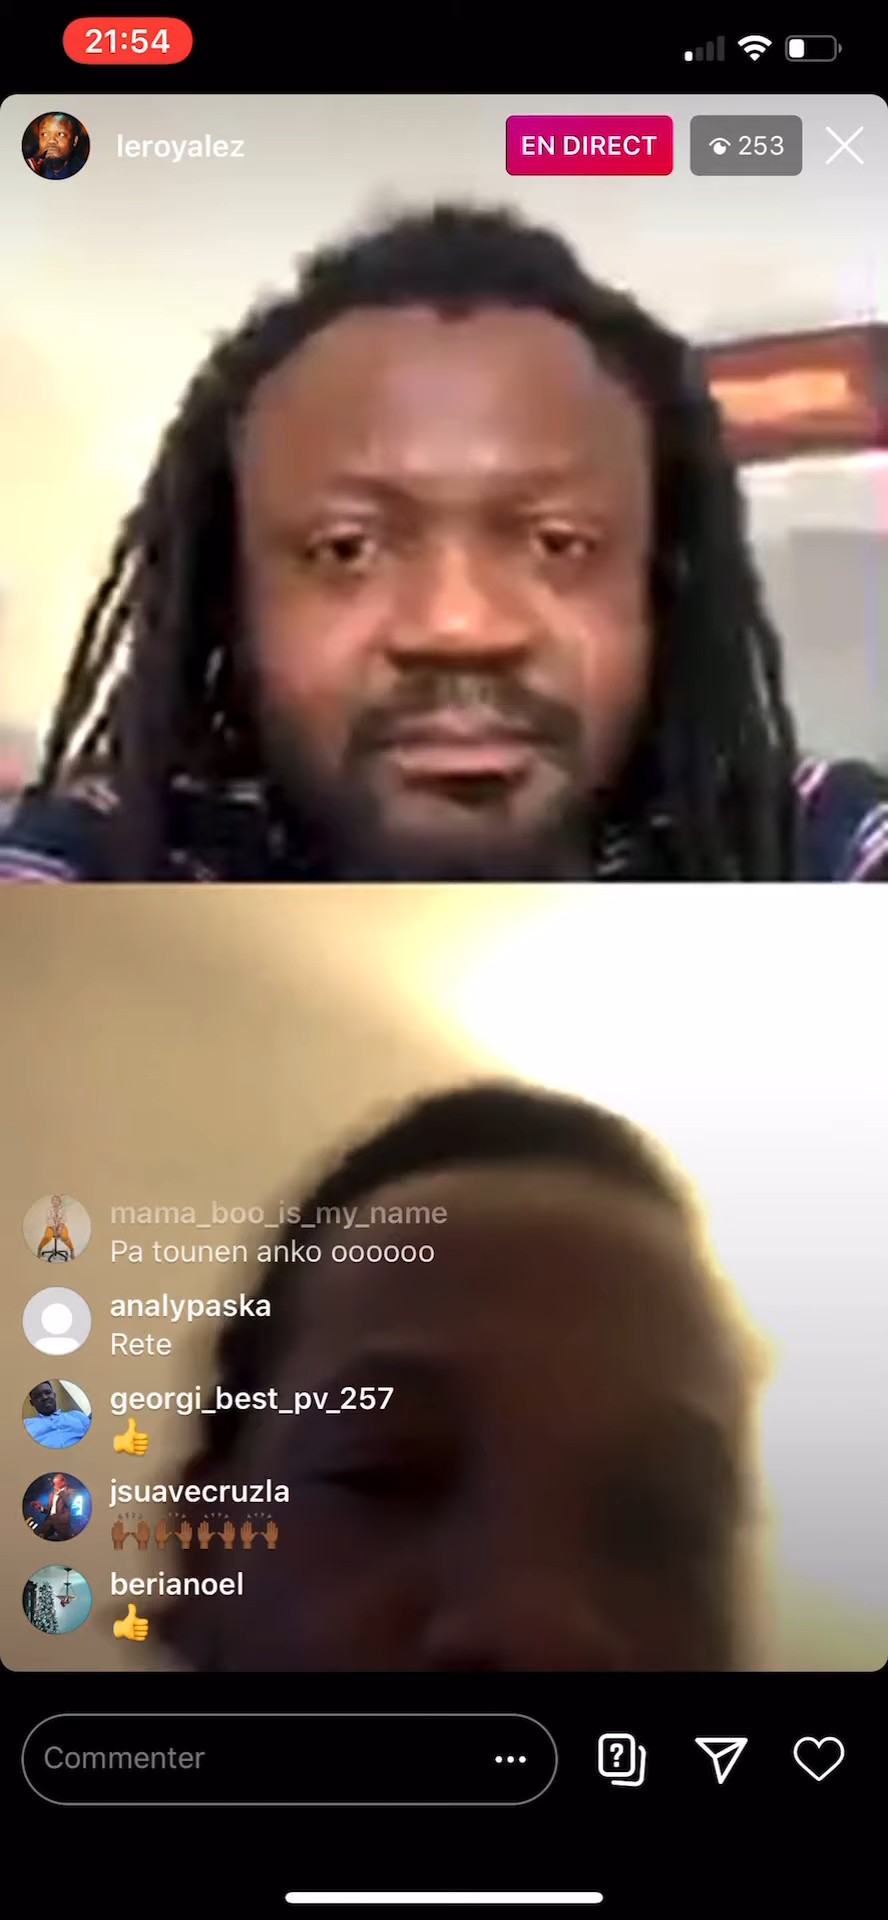 21:54
leroyalez
EN DIRECT
253
mama_boo_is_my_name
Pa tounen anko oooooo
analypaska
Rete
georgi_best_pv_257
👍
jsuavecruzla
🙌🏾🙌🏾🙌🏾🙌🏾
berianoel
👍
Commenter